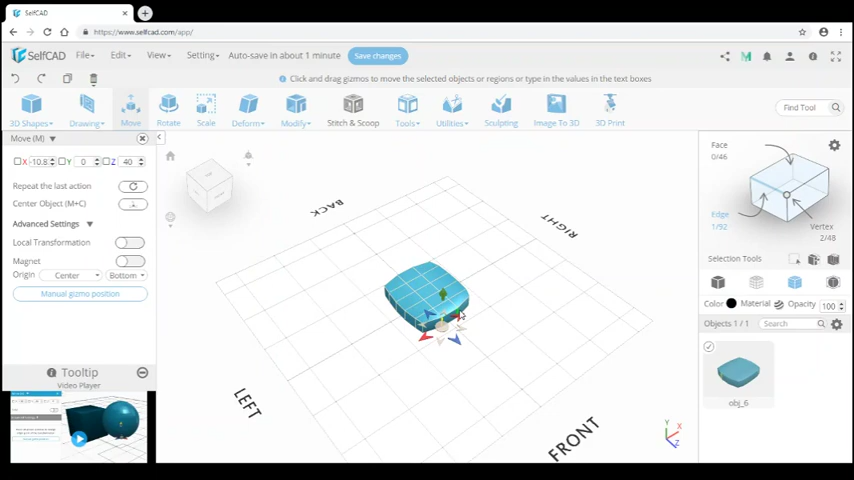 SelfCAD
https://www.selfcad.com/app/
SelfCAD File Edit View Setting Auto-save in about 1 minute Save changes
Click and drag gizmos to move the selected objects or regions or type in the values in the text boxes
3D Shapes Drawing Move Rotate Scale Deform Modify Stitch & Scoop Tools Utilities Sculpting Image To 3D 3D Print Find Tool
Move (M)
X -10.8 Y 0 Z 40
Repeat the last action
Center Object (M+C)
Advanced Settings
Local Transformation
Magnet
Origin Center Bottom
Manual gizmo position
Tooltip
Video Player
BACK
RIGHT
LEFT
FRONT
Y X
Z
Face
0/46
Edge
1/92
Vertex
2/48
Selection Tools
Color Material Opacity 100
Objects 1 / 1 Search
obj_6